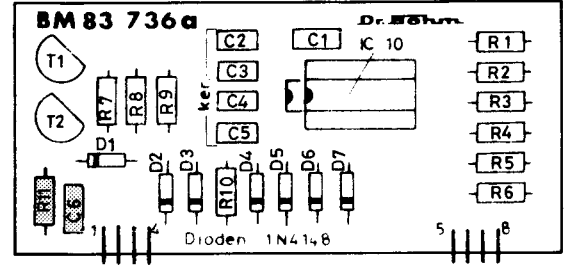 BM 83 736a
Dr. Böhm
T1
T2
R7
R8
R9
D1
ker.
C2
C3
C4
C5
C1
IC 10
R1
R2
R3
R4
R5
R6
R11
C6
D2
D3
R10
D4
D5
D6
D7
1
4
Dioden 1N4148
5
8